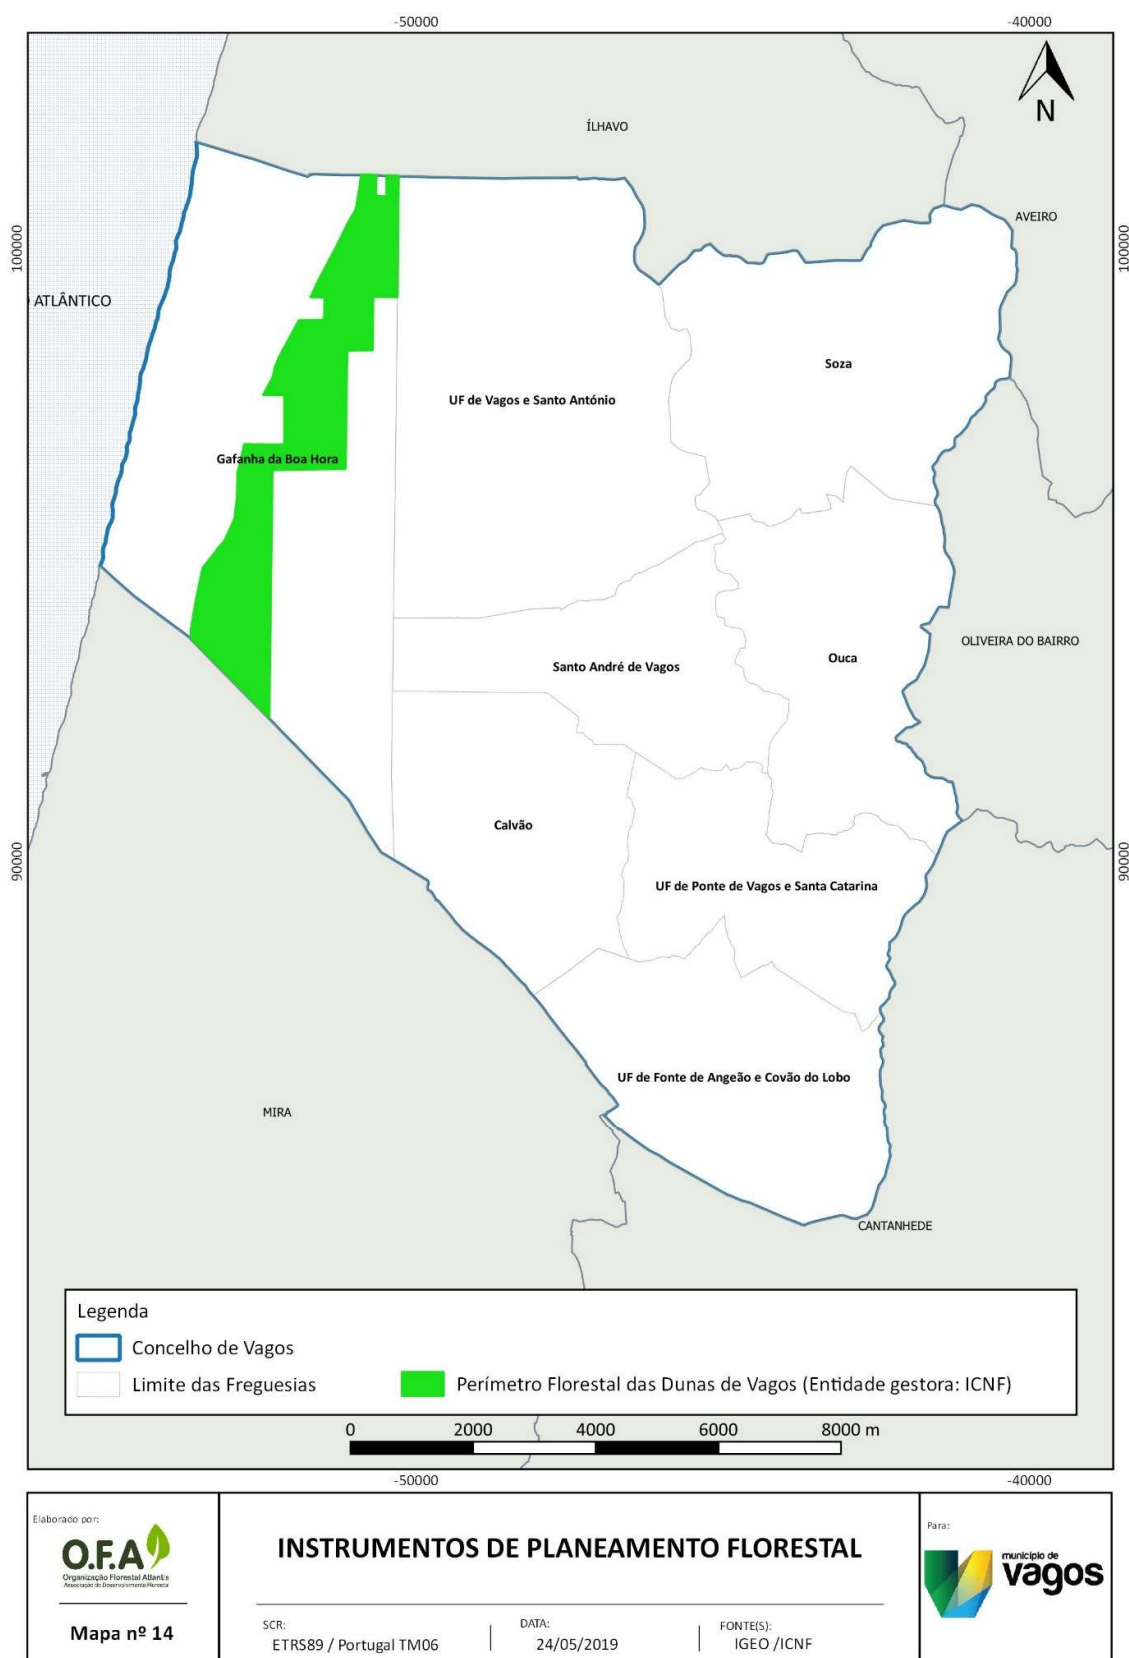 -50000
-40000
N
ÍLHAVO
AVEIRO
100000
100000
ATLÂNTICO
Soza
UF de Vagos e Santo António
Gafanha da Boa Hora
OLIVEIRA DO BAIRRO
Ouca
Santo André de Vagos
Calvão
90000
90000
UF de Ponte de Vagos e Santa Catarina
UF de Fonte de Angeão e Covão do Lobo
MIRA
CANTANHEDE
Legenda
Concelho de Vagos
Limite das Freguesias
Perímetro Florestal das Dunas de Vagos (Entidade gestora: ICNF)
0 2000 4000 6000 8000 m
-50000
-40000
Elaborado por:
O.F.A
Organização Florestal Atlantis
Associação do Desenvolvimento Florestal
Mapa nº 14
INSTRUMENTOS DE PLANEAMENTO FLORESTAL
SCR:
ETRS89 / Portugal TM06
DATA:
24/05/2019
FONTE(S):
IGEO /ICNF
Para:
município de
vagos